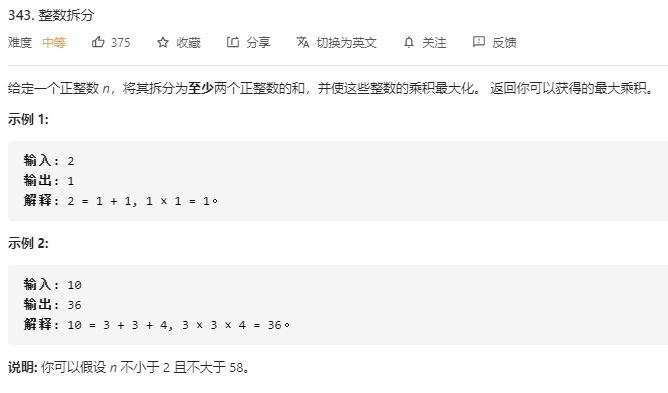 343. 整数拆分
难度 中等 375 收藏 分享 切换为英文 关注 反馈
给定一个正整数 n，将其拆分为至少两个正整数的和，并使这些整数的乘积最大化。 返回你可以获得的最大乘积。
示例 1:
输入: 2
输出: 1
解释: 2 = 1 + 1, 1 × 1 = 1。
示例 2:
输入: 10
输出: 36
解释: 10 = 3 + 3 + 4, 3 × 3 × 4 = 36。
说明: 你可以假设 n 不小于 2 且不大于 58。